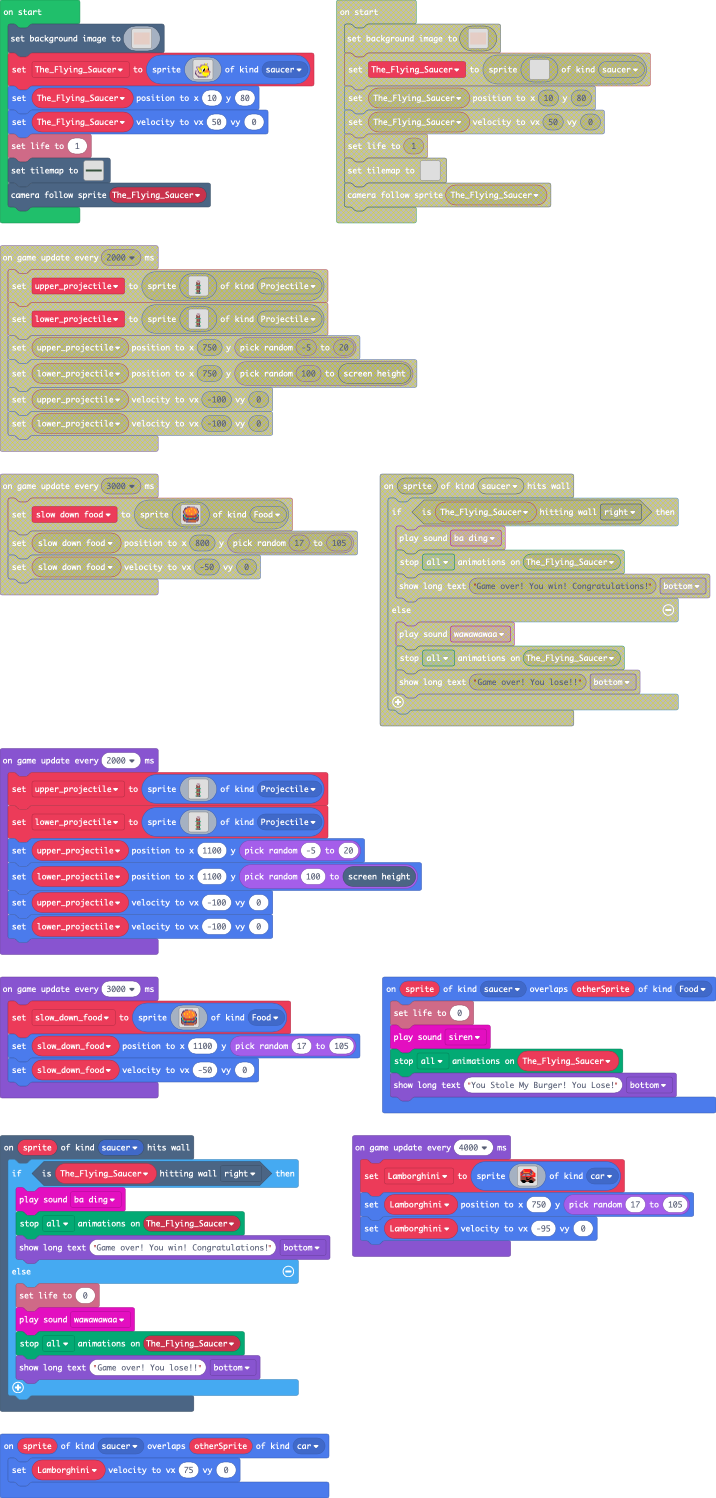 on start
set background image to
set The_Flying_Saucer to sprite of kind saucer
set The_Flying_Saucer position to x 10 y 80
set The_Flying_Saucer velocity to vx 50 vy 0
set life to 1
set tilemap to
camera follow sprite The_Flying_Saucer
on start
set background image to
set The_Flying_Saucer to sprite of kind saucer
set The_Flying_Saucer position to x 10 y 80
set The_Flying_Saucer velocity to vx 50 vy 0
set life to 1
set tilemap to
camera follow sprite The_Flying_Saucer
on game update every 2000 ms
set upper_projectile to sprite of kind Projectile
set lower_projectile to sprite of kind Projectile
set upper_projectile position to x 750 y pick random -5 to 20
set lower_projectile position to x 750 y pick random 100 to screen height
set upper_projectile velocity to vx -100 vy 0
set lower_projectile velocity to vx -100 vy 0
on game update every 3000 ms
set slow down food to sprite of kind Food
set slow down food position to x 800 y pick random 17 to 105
set slow down food velocity to vx -50 vy 0
on sprite of kind saucer hits wall
if is The_Flying_Saucer hitting wall right then
play sound ba ding
stop all animations on The_Flying_Saucer
show long text "Game over! You win! Congratulations!" bottom
else
play sound wawawawaa
stop all animations on The_Flying_Saucer
show long text "Game over! You lose!!" bottom
on game update every 2000 ms
set upper_projectile to sprite of kind Projectile
set lower_projectile to sprite of kind Projectile
set upper_projectile position to x 1100 y pick random -5 to 20
set lower_projectile position to x 1100 y pick random 100 to screen height
set upper_projectile velocity to vx -100 vy 0
set lower_projectile velocity to vx -100 vy 0
on game update every 3000 ms
set slow_down_food to sprite of kind Food
set slow_down_food position to x 1100 y pick random 17 to 105
set slow_down_food velocity to vx -50 vy 0
on sprite of kind saucer overlaps otherSprite of kind Food
set life to 0
play sound siren
stop all animations on The_Flying_Saucer
show long text "You Stole My Burger! You Lose!" bottom
on sprite of kind saucer hits wall
if is The_Flying_Saucer hitting wall right then
play sound ba ding
stop all animations on The_Flying_Saucer
show long text "Game over! You win! Congratulations!" bottom
else
set life to 0
play sound wawawawaa
stop all animations on The_Flying_Saucer
show long text "Game over! You lose!!" bottom
on game update every 4000 ms
set Lamborghini to sprite of kind car
set Lamborghini position to x 750 y pick random 17 to 105
set Lamborghini velocity to vx -95 vy 0
on sprite of kind saucer overlaps otherSprite of kind car
set Lamborghini velocity to vx 75 vy 0